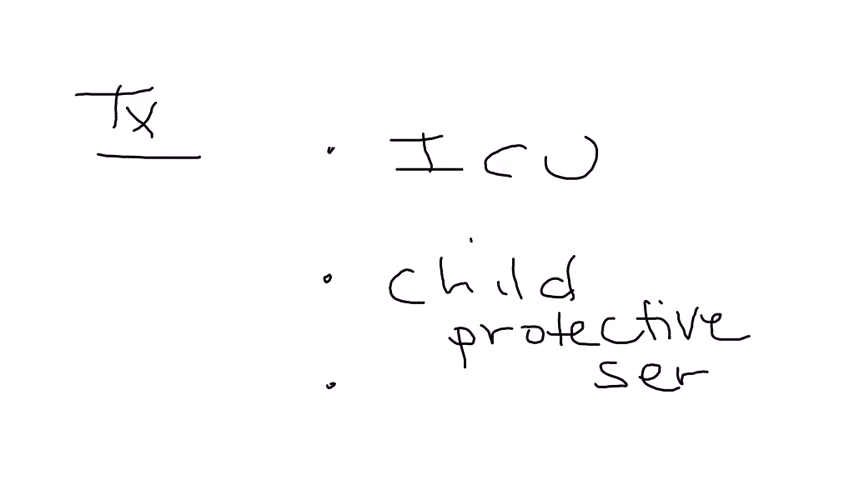 Tx
• ICU
• child
protective
ser
•